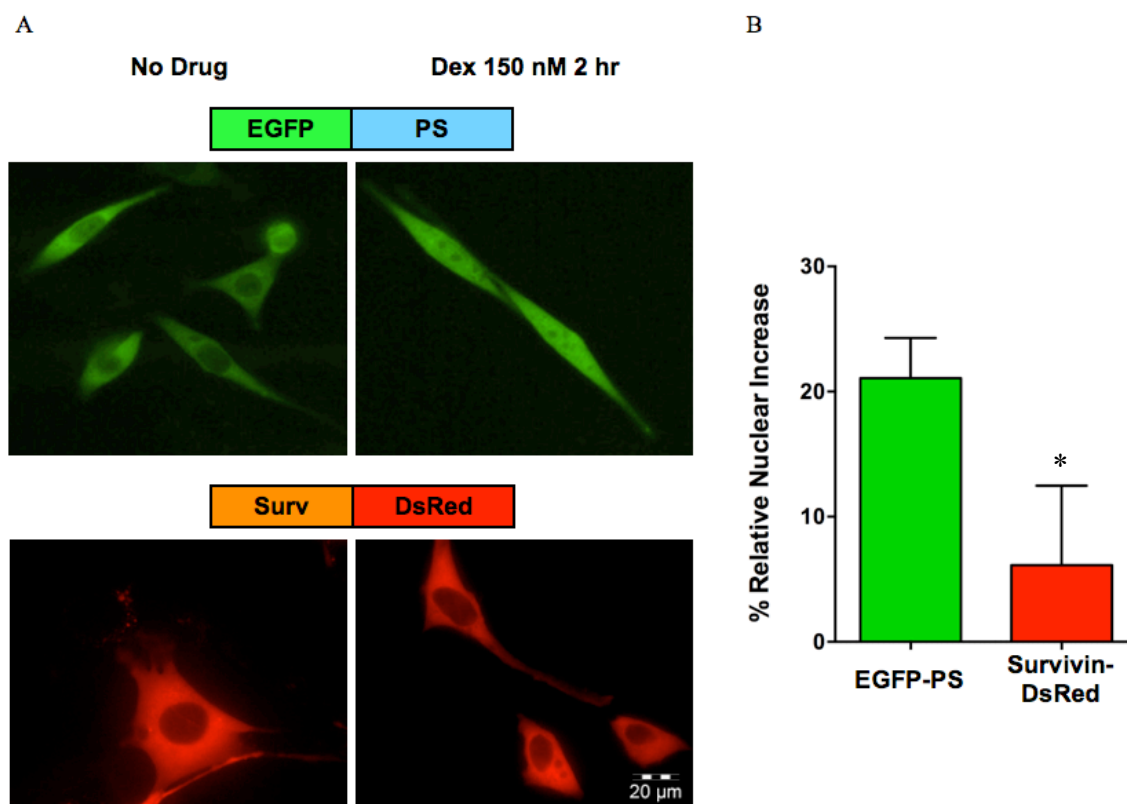 A
B
No Drug
Dex 150 nM 2 hr
EGFP
PS
Surv
DsRed
20 µm
% Relative Nuclear Increase
30
20
10
0
*
EGFP-PS
Survivin-
DsRed